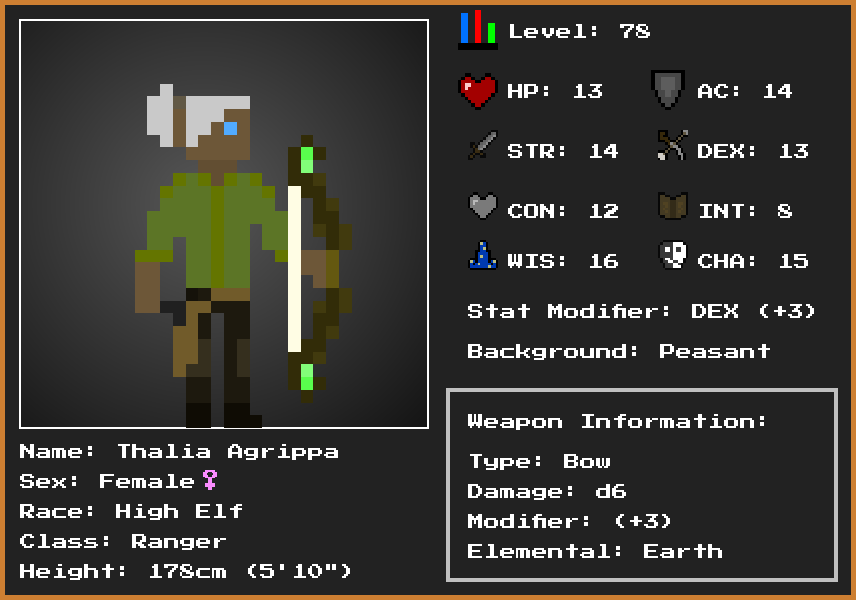 Level: 78
HP: 13
AC: 14
STR: 14
DEX: 13
CON: 12
INT: 8
WIS: 16
CHA: 15
Stat Modifier: DEX (+3)
Background: Peasant
Weapon Information:
Type: Bow
Damage: d6
Modifier: (+3)
Elemental: Earth
Name: Thalia Agrippa
Sex: Female♀
Race: High Elf
Class: Ranger
Height: 178cm (5'10")